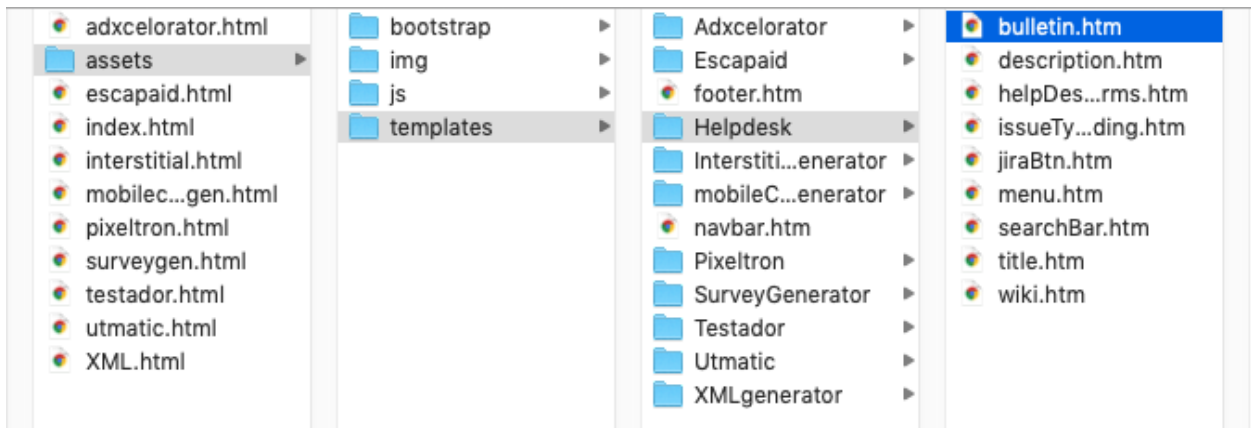 adxcelorator.html
assets
escapaid.html
index.html
interstitial.html
mobilec...gen.html
pixeltron.html
surveygen.html
testador.html
utmatic.html
XML.html
bootstrap
img
js
templates
Adxcelorator
Escapaid
footer.htm
Helpdesk
Interstiti...enerator
mobileC...enerator
navbar.htm
Pixeltron
SurveyGenerator
Testador
Utmatic
XMLgenerator
bulletin.htm
description.htm
helpDes...rms.htm
issueTy...ding.htm
jiraBtn.htm
menu.htm
searchBar.htm
title.htm
wiki.htm